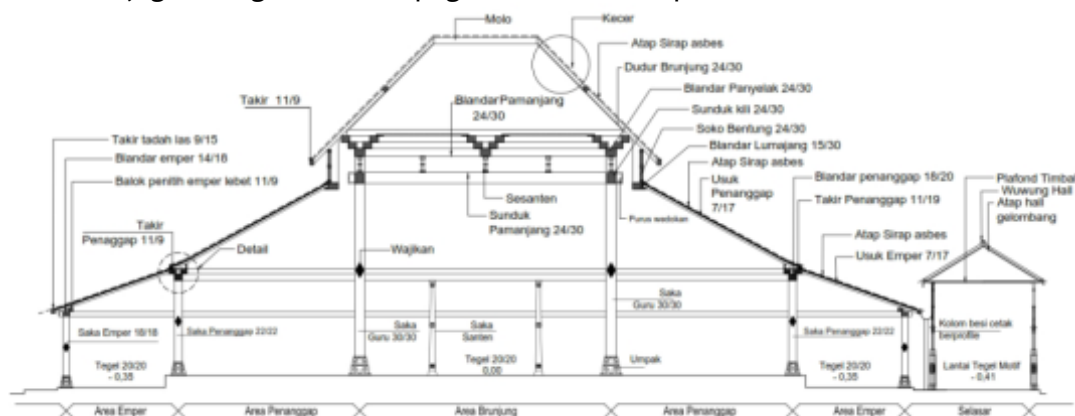 Molo
Kecer
Atap Sirap asbes
Dudur Brunjung 24/30
Blandar Panyelak 24/30
Sunduk kili 24/30
Soko Bentung 24/30
Blandar Lumajang 15/30
Atap Sirap asbes
Usuk
Penanggap
7/17
Blandar Pamanjang
24/30
Takir 11/9
Takir tadah las 9/15
Blandar emper 14/18
Balok penitih emper lebet 11/9
Takir
Penaggap 11/9
Detail
Wajikan
Sesanten
Sunduk
Pamanjang 24/30
Purus wedokan
Blandar penanggap 18/20
Takir Penanggap 11/19
Atap Sirap asbes
Usuk Emper 7/17
Plafond Timbal
Wuwung Hall
Atap hall
gelombang
Saka Emper 18/18
Saka Penanggap 22/22
Saka
Guru 30/30
Saka
Santen
Saka
Guru 30/30
Saka Penanggap 22/22
Kolom besi cetak
berprofile
Tegel 20/20
- 0,35
Tegel 20/20
0,00
Umpak
Tegel 20/20
- 0,35
Lantai Tegel Motif
- 0,41
Area Emper
Area Penanggap
Area Brunjung
Area Penanggap
Area Emper
Selasar